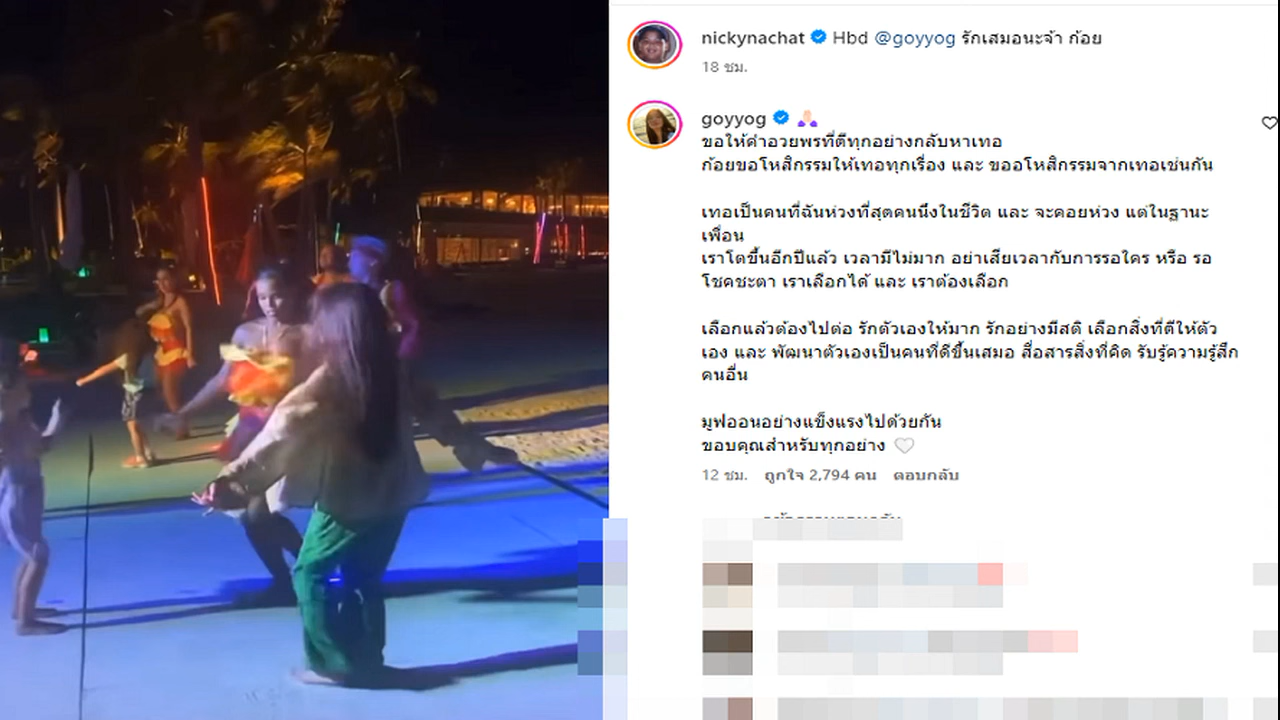 nickynachat Hbd @goyyog รักเสมอนะจ้า ก้อย
18 ชม.
goyyog 🙏🏻
ขอให้คำอวยพรที่ดีทุกอย่างกลับหาเทอ
ก้อยขอโหสิกรรมให้เทอทุกเรื่อง และ ขออโหสิกรรมจากเทอเช่นกัน
เทอเป็นคนที่ฉันห่วงที่สุดคนนึงในชีวิต และ จะคอยห่วง แต่ในฐานะ
เพื่อน
เราโตขึ้นอีกปีแล้ว เวลามีไม่มาก อย่าเสียเวลากับการรอใคร หรือ รอ
โชคชะตา เราเลือกได้ และ เราต้องเลือก
เลือกแล้วต้องไปต่อ รักตัวเองให้มาก รักอย่างมีสติ เลือกสิ่งที่ดีให้ตัว
เอง และ พัฒนาตัวเองเป็นคนที่ดีขึ้นเสมอ สื่อสารสิ่งที่คิด รับรู้ความรู้สึก
คนอื่น
มูฟออนอย่างแข็งแรงไปด้วยกัน
ขอบคุณสำหรับทุกอย่าง 🤍
12 ชม. ถูกใจ 2,794 คน ตอบกลับ